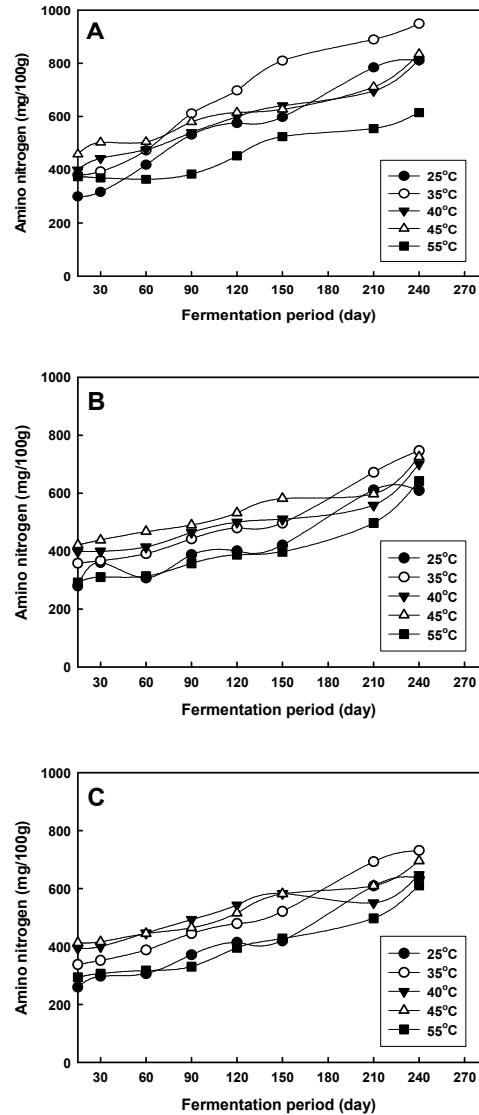 A
1000
800
600
400
200
0
Amino nitrogen (mg/100g)
25°C
35°C
40°C
45°C
55°C
30 60 90 120 150 180 210 240 270
Fermentation period (day)
B
1000
800
600
400
200
0
Amino nitrogen (mg/100g)
25°C
35°C
40°C
45°C
55°C
30 60 90 120 150 180 210 240 270
Fermentation period (day)
C
1000
800
600
400
200
0
Amino nitrogen (mg/100g)
25°C
35°C
40°C
45°C
55°C
30 60 90 120 150 180 210 240 270
Fermentation period (day)